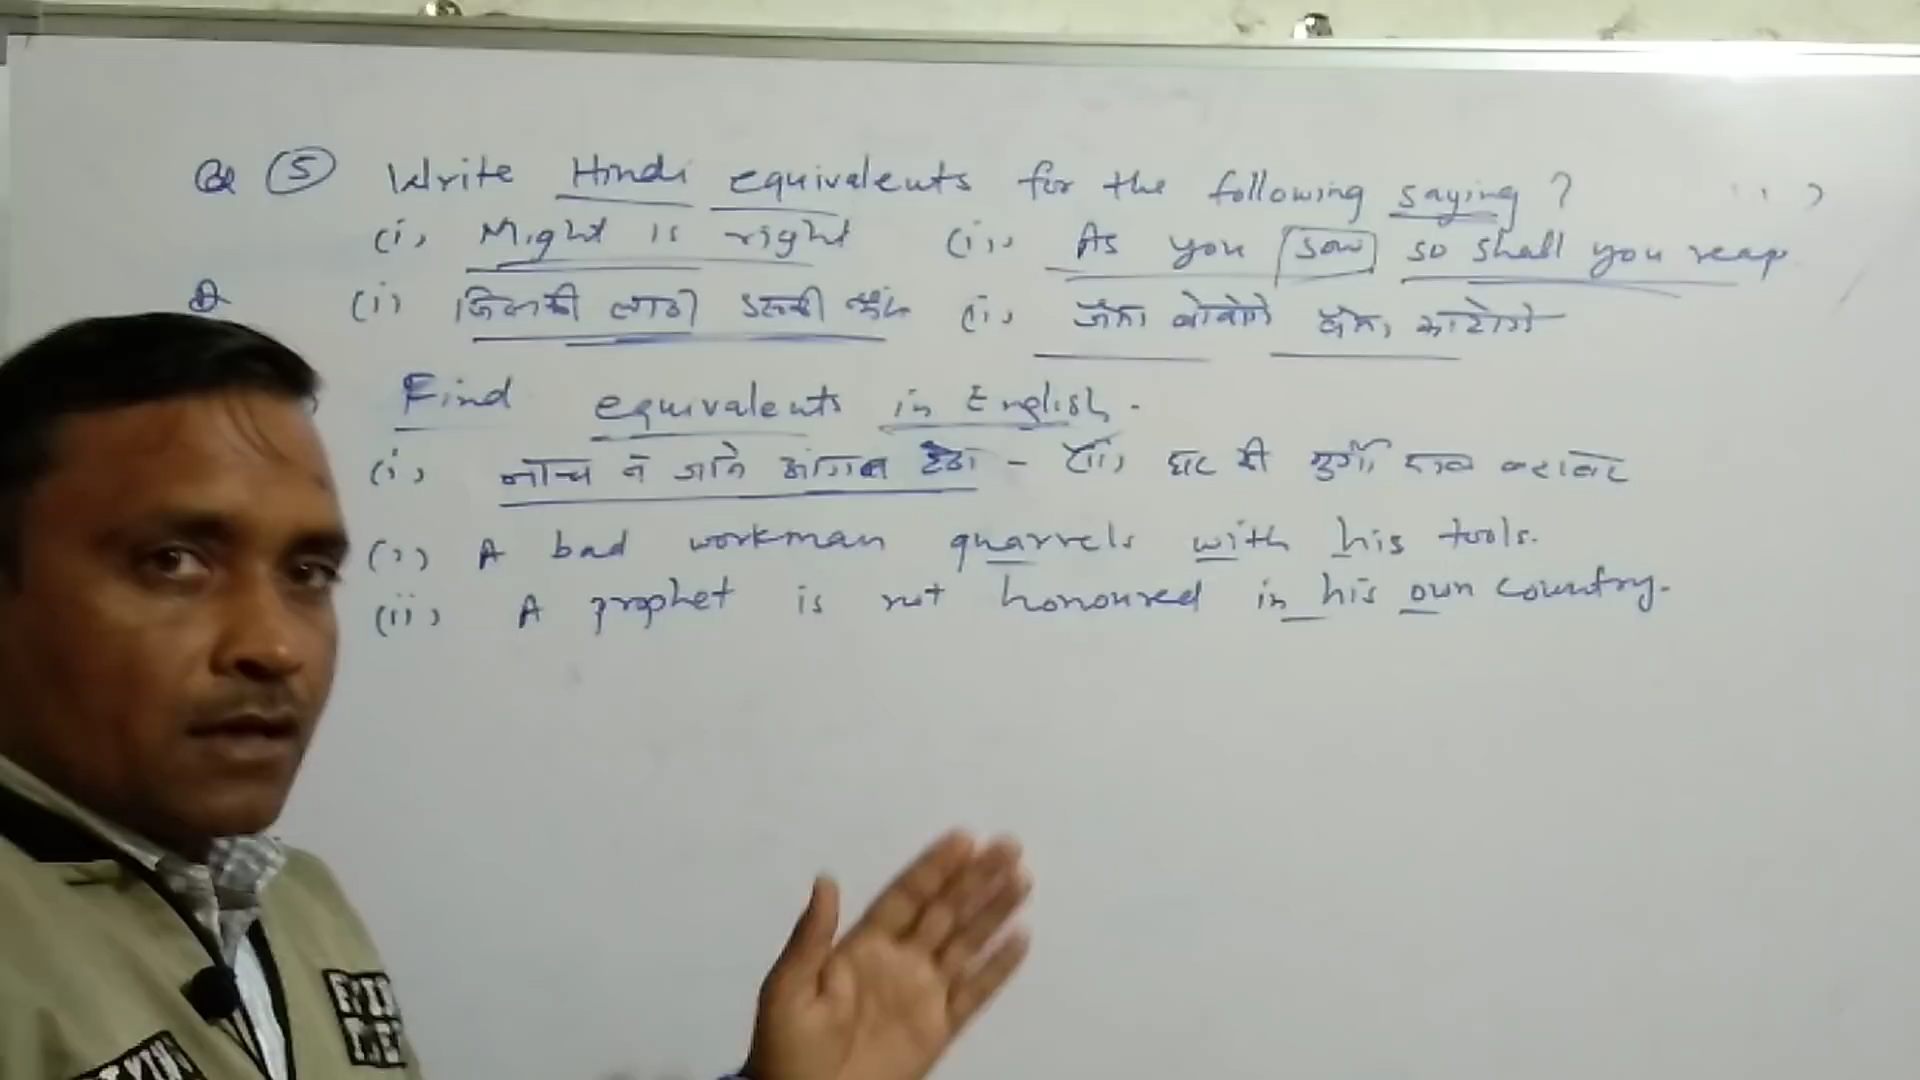 Q (5) Write Hindi equivalents for the following saying?
(i) Might is right (ii) As you sow so shall you reap
(i) जिसकी लाठी उसकी भैंस (ii) जैसा बोवोगे वैसा काटोगे
Find equivalents in English.
(i) नाच न जाने आंगन टेढा - (ii) घर की मुर्गी दाल बराबर
(i) A bad workman quarrels with his tools.
(ii) A prophet is not honoured in his own country.